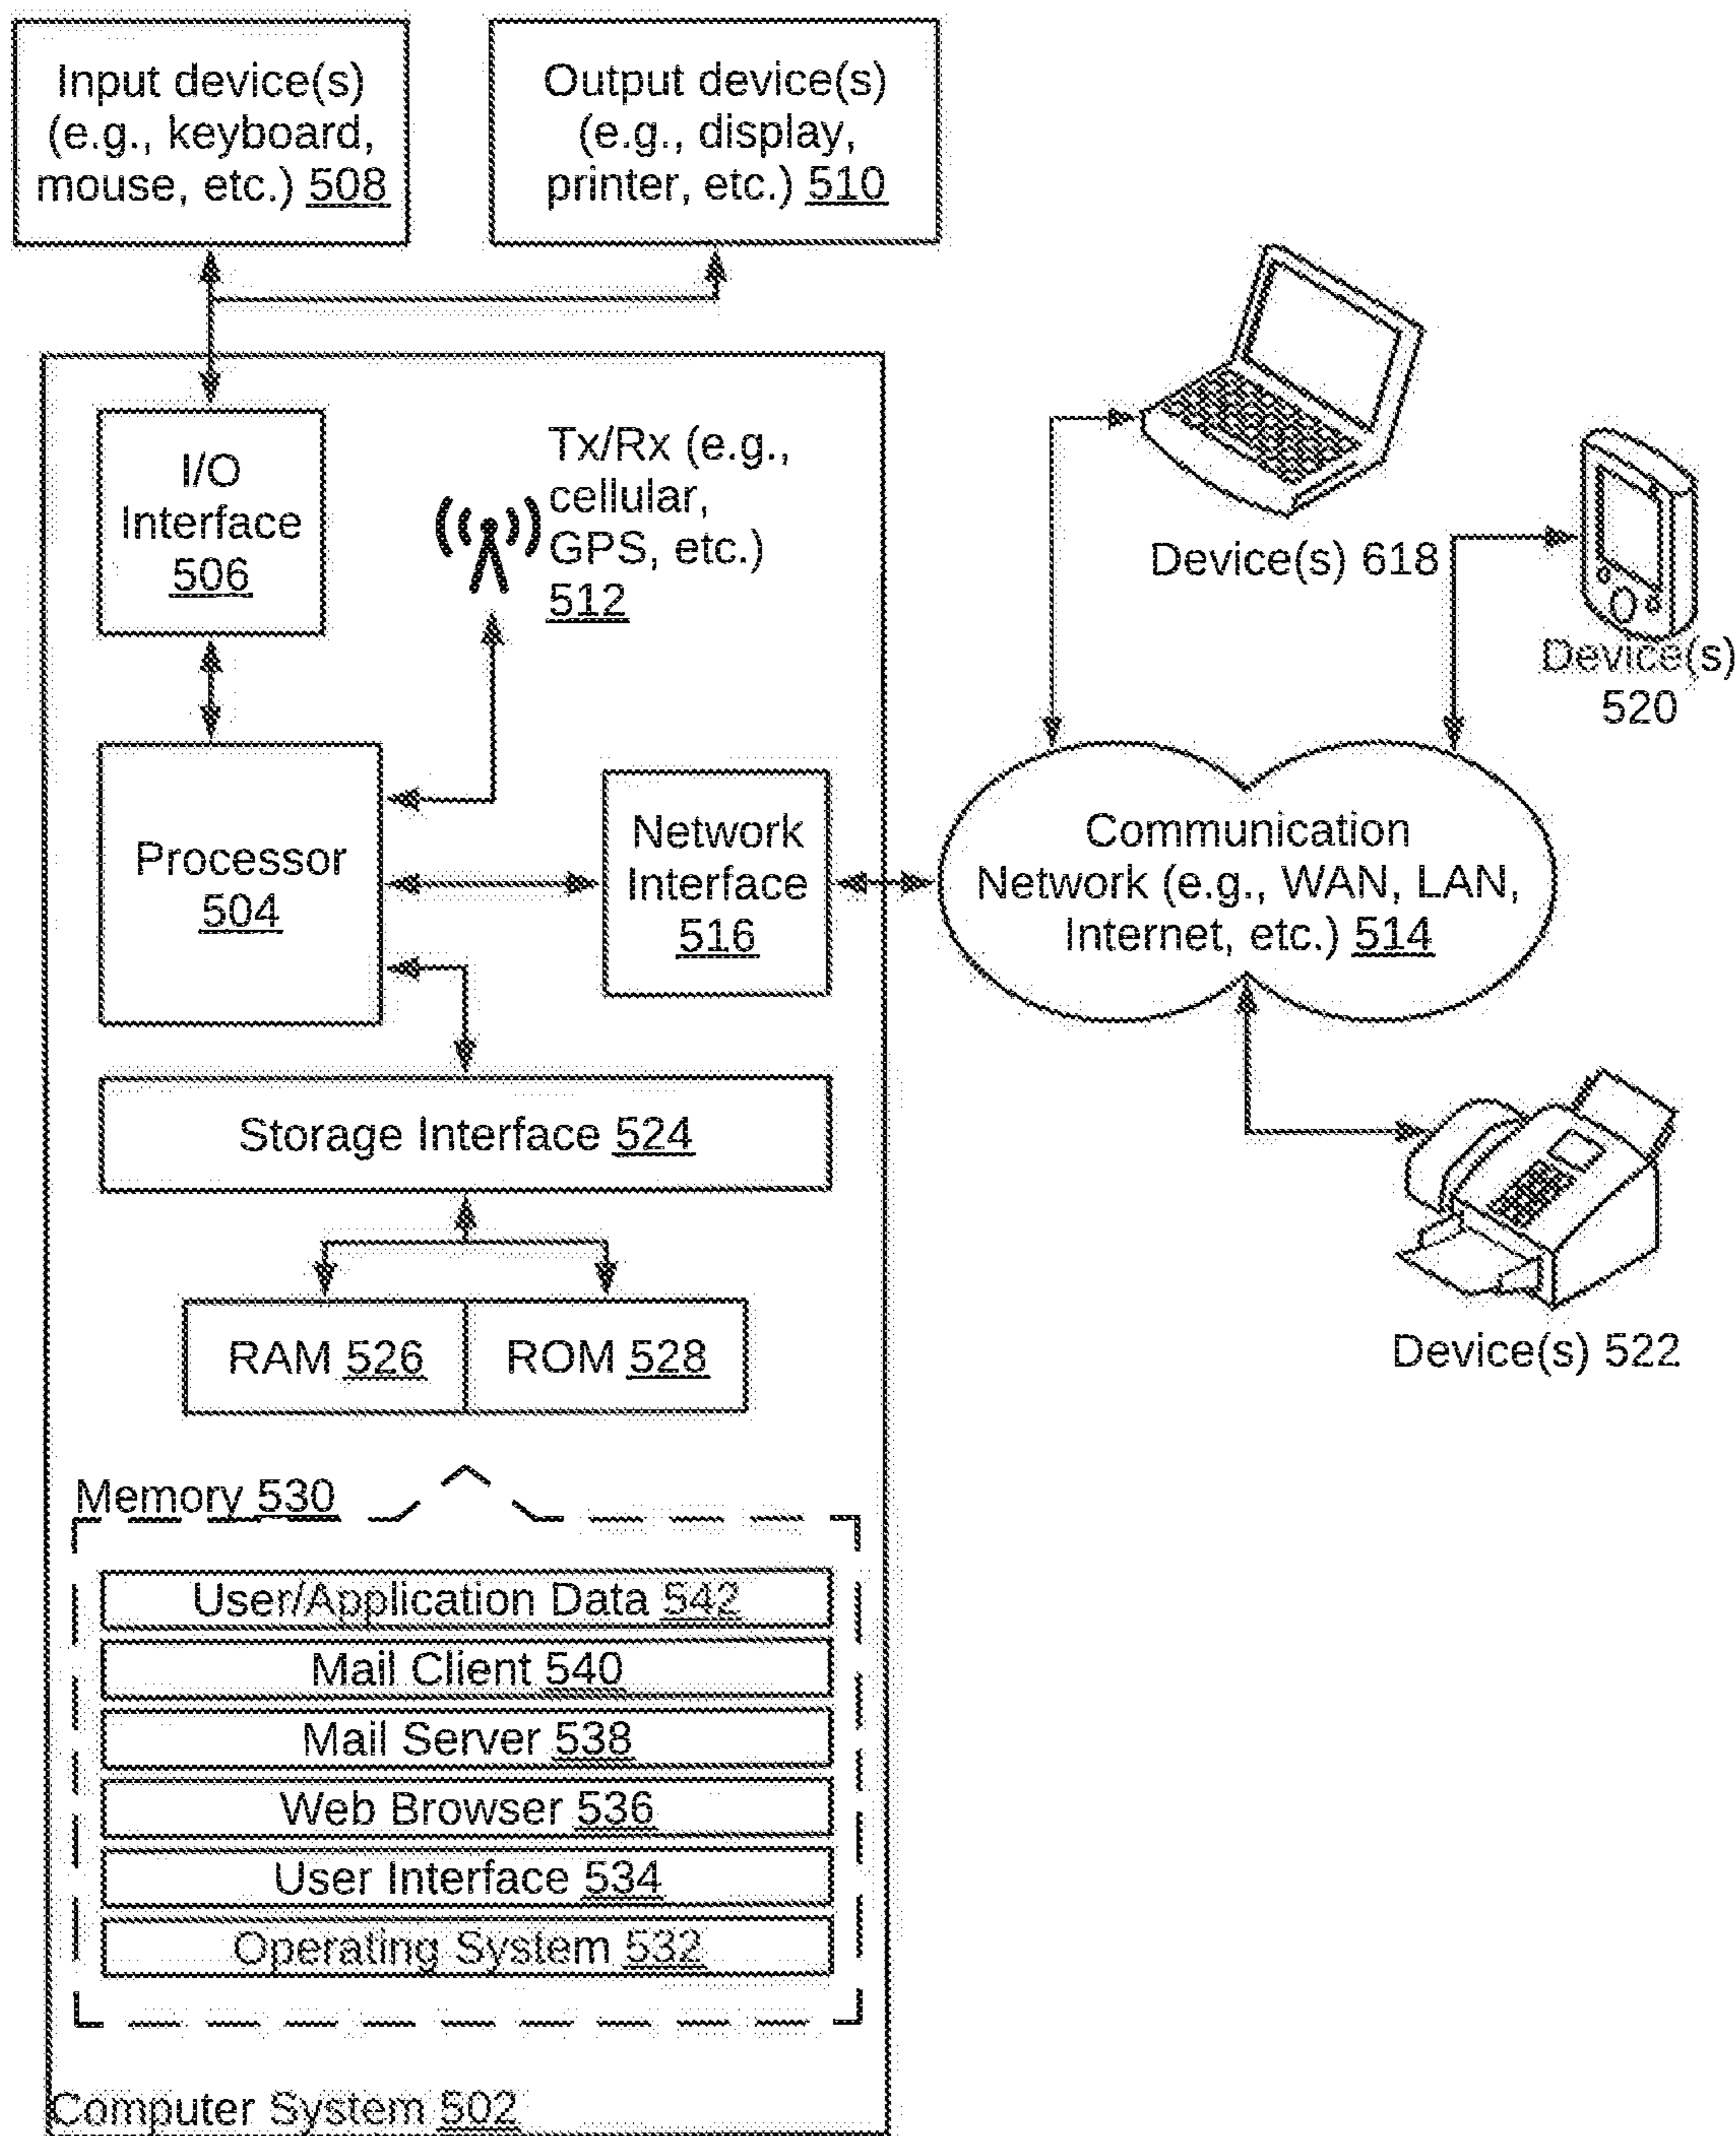 Input device(s)
(e.g., keyboard,
mouse, etc.) 508
Output device(s)
(e.g., display,
printer, etc.) 510
I/O
Interface
506
Tx/Rx (e.g.,
cellular,
GPS, etc.)
512
Device(s) 618
Device(s)
520
Processor
504
Network
Interface
516
Communication
Network (e.g., WAN, LAN,
Internet, etc.) 514
Storage Interface 524
RAM 526
ROM 528
Device(s) 522
Memory 530
User/Application Data 542
Mail Client 540
Mail Server 538
Web Browser 536
User Interface 534
Operating System 532
Computer System 502